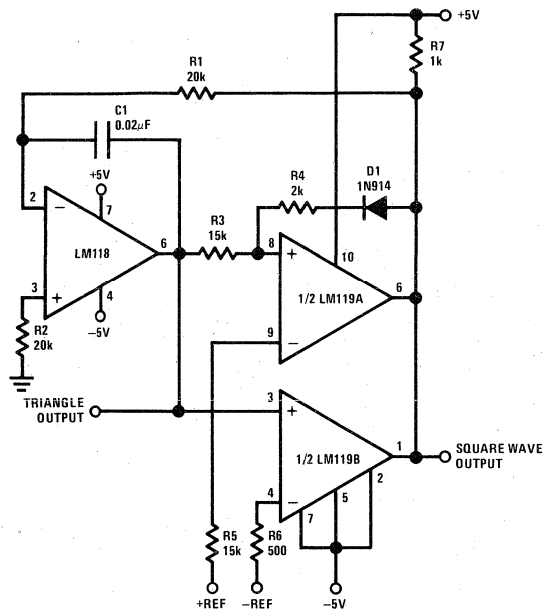 +5V
R7
1k
R1
20k
C1
0.02μF
+5V
R4
2k
D1
1N914
2
−
7
LM118
6
R3
15k
8
+
10
1/2 LM119A
6
3
+
4
−5V
R2
20k
9
−
TRIANGLE
OUTPUT
3
+
1/2 LM119B
1
2
SQUARE WAVE
OUTPUT
4
−
5
7
R5
15k
R6
500
+REF
−REF
−5V